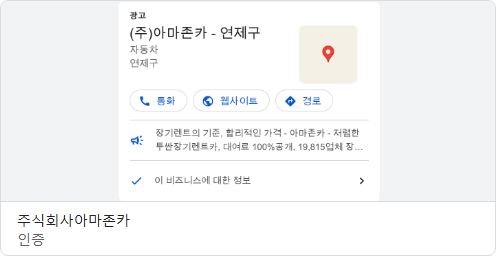 광고
(주)아마존카 - 연제구
자동차
연제구
통화
웹사이트
경로
장기렌트의 기준, 합리적인 가격 - 아마존카 - 저렴한
투싼장기렌트카, 대여료 100%공개, 19,815업체 장...
이 비즈니스에 대한 정보
주식회사아마존카
인증